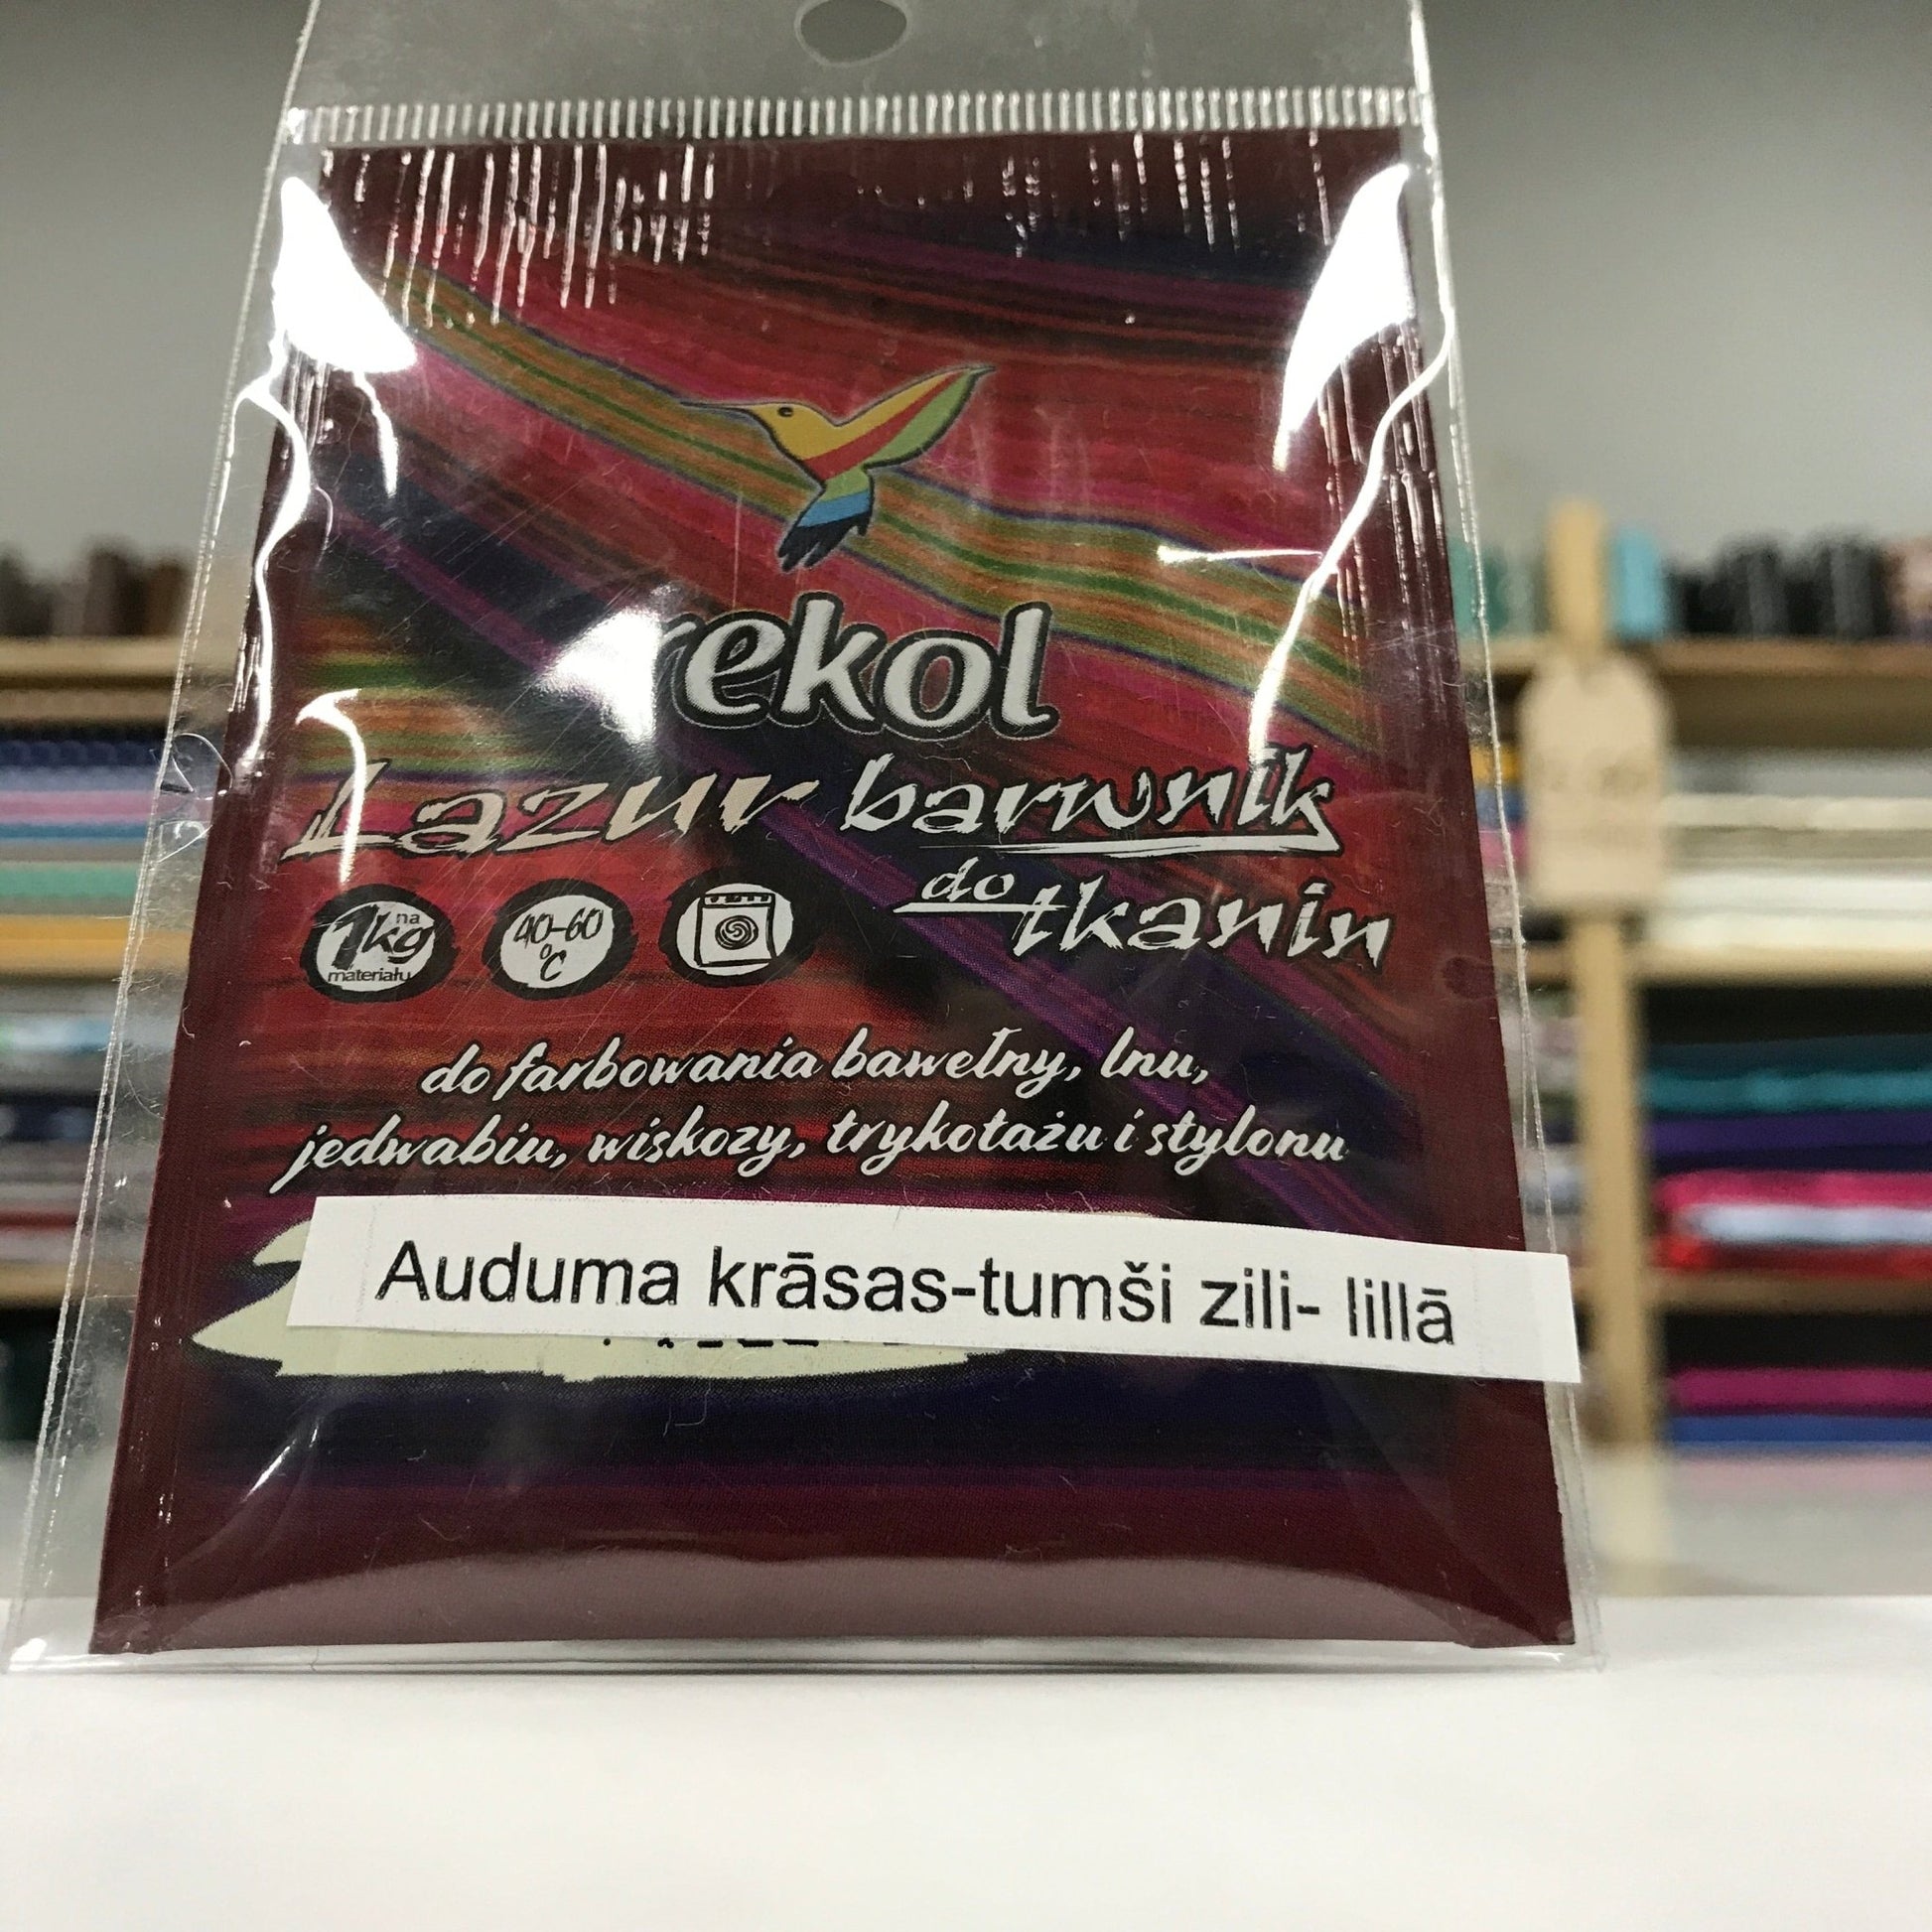 rekol
Lazur barwnik
do tkanin
1kg na
materiału
40-60
°C
do farbowania bawełny, lnu,
jedwabiu, wiskozy, trykotażu i stylonu
Auduma krāsas-tumši zili- lillā